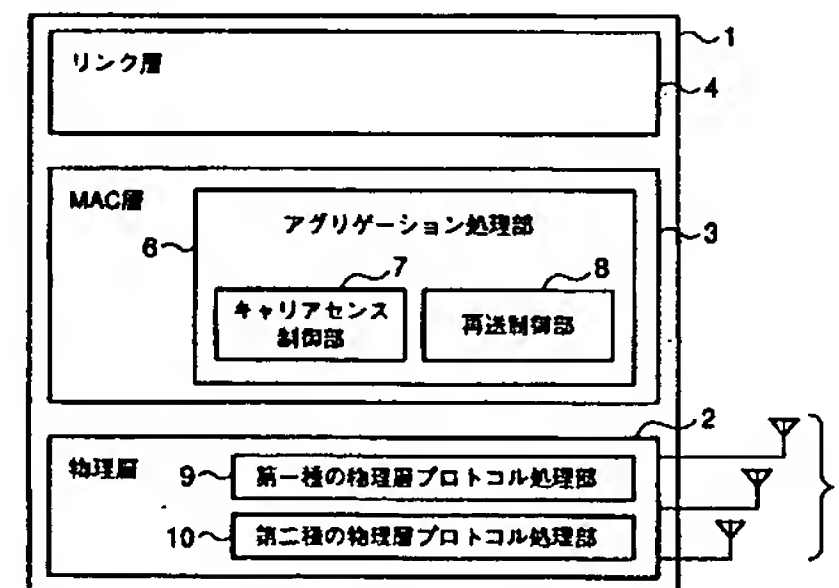 1
リンク層
4
MAC層
アグリゲーション処理部
6
3
7
8
キャリアセンス
制御部
再送制御部
2
物理層
9
第一種の物理層プロトコル処理部
10
第二種の物理層プロトコル処理部